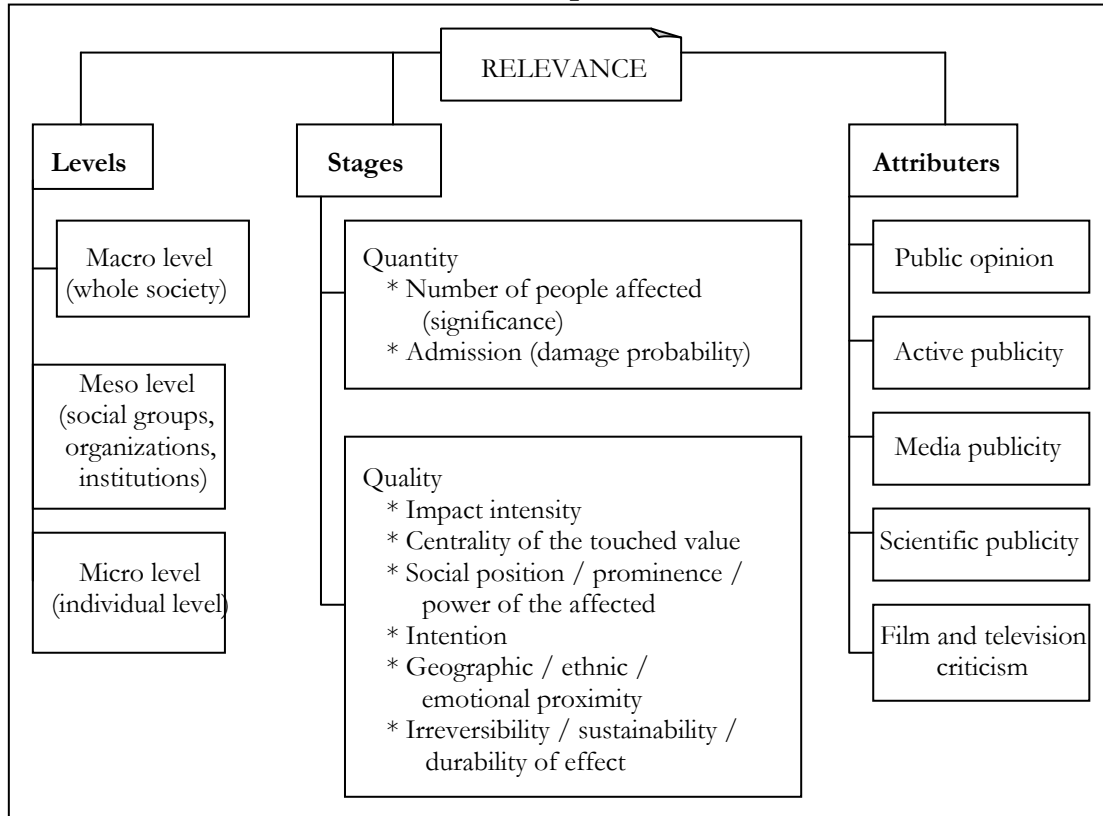 RELEVANCE
Levels
Macro level
(whole society)
Meso level
(social groups,
organizations,
institutions)
Micro level
(individual level)
Stages
Quantity
* Number of people affected
(significance)
* Admission (damage probability)
Quality
* Impact intensity
* Centrality of the touched value
* Social position / prominence /
power of the affected
* Intention
* Geographic / ethnic /
emotional proximity
* Irreversibility / sustainability /
durability of effect
Attributers
Public opinion
Active publicity
Media publicity
Scientific publicity
Film and television
criticism